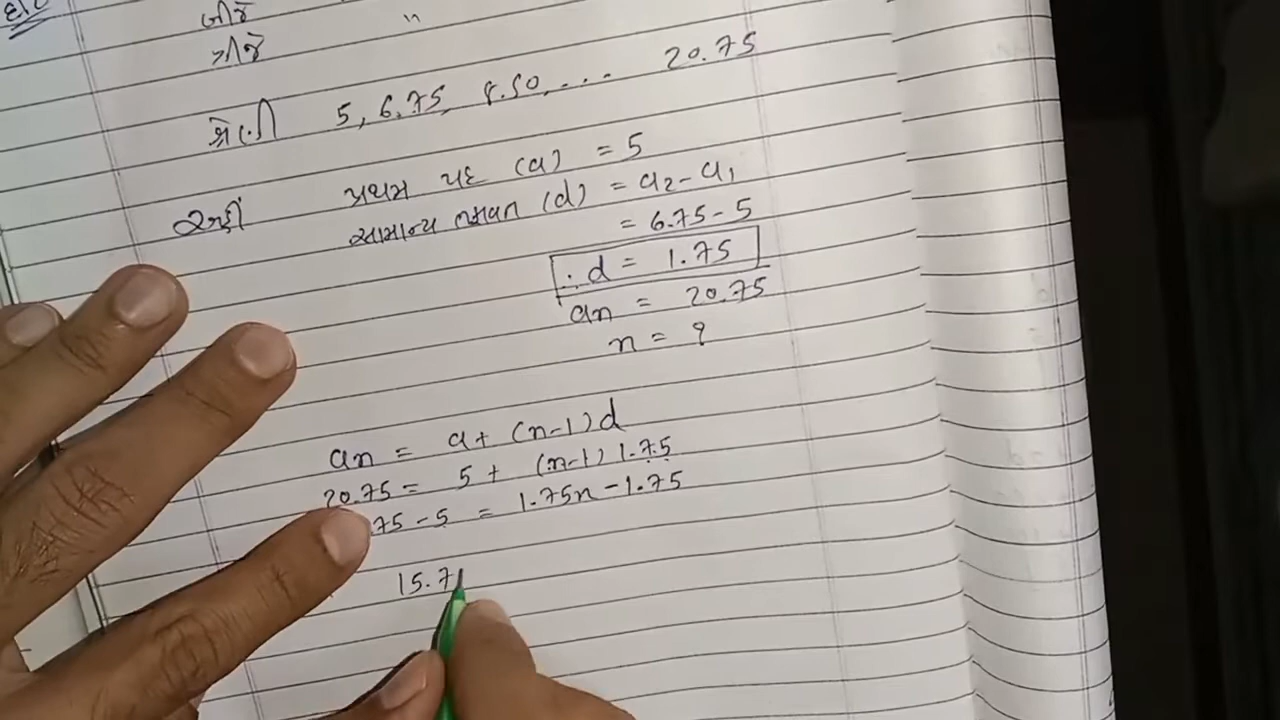 "
શ્રેણી 5, 6.75, 8.50, ... 20.75
અહીં પ્રથમ પદ (a) = 5
સામાન્ય તફાવત (d) = a₂ - a₁
= 6.75 - 5
∴ d = 1.75
an = 20.75
n = ?
an = a + (n-1)d
20.75 = 5 + (n-1) 1.75
75 - 5 = 1.75n - 1.75
15.7